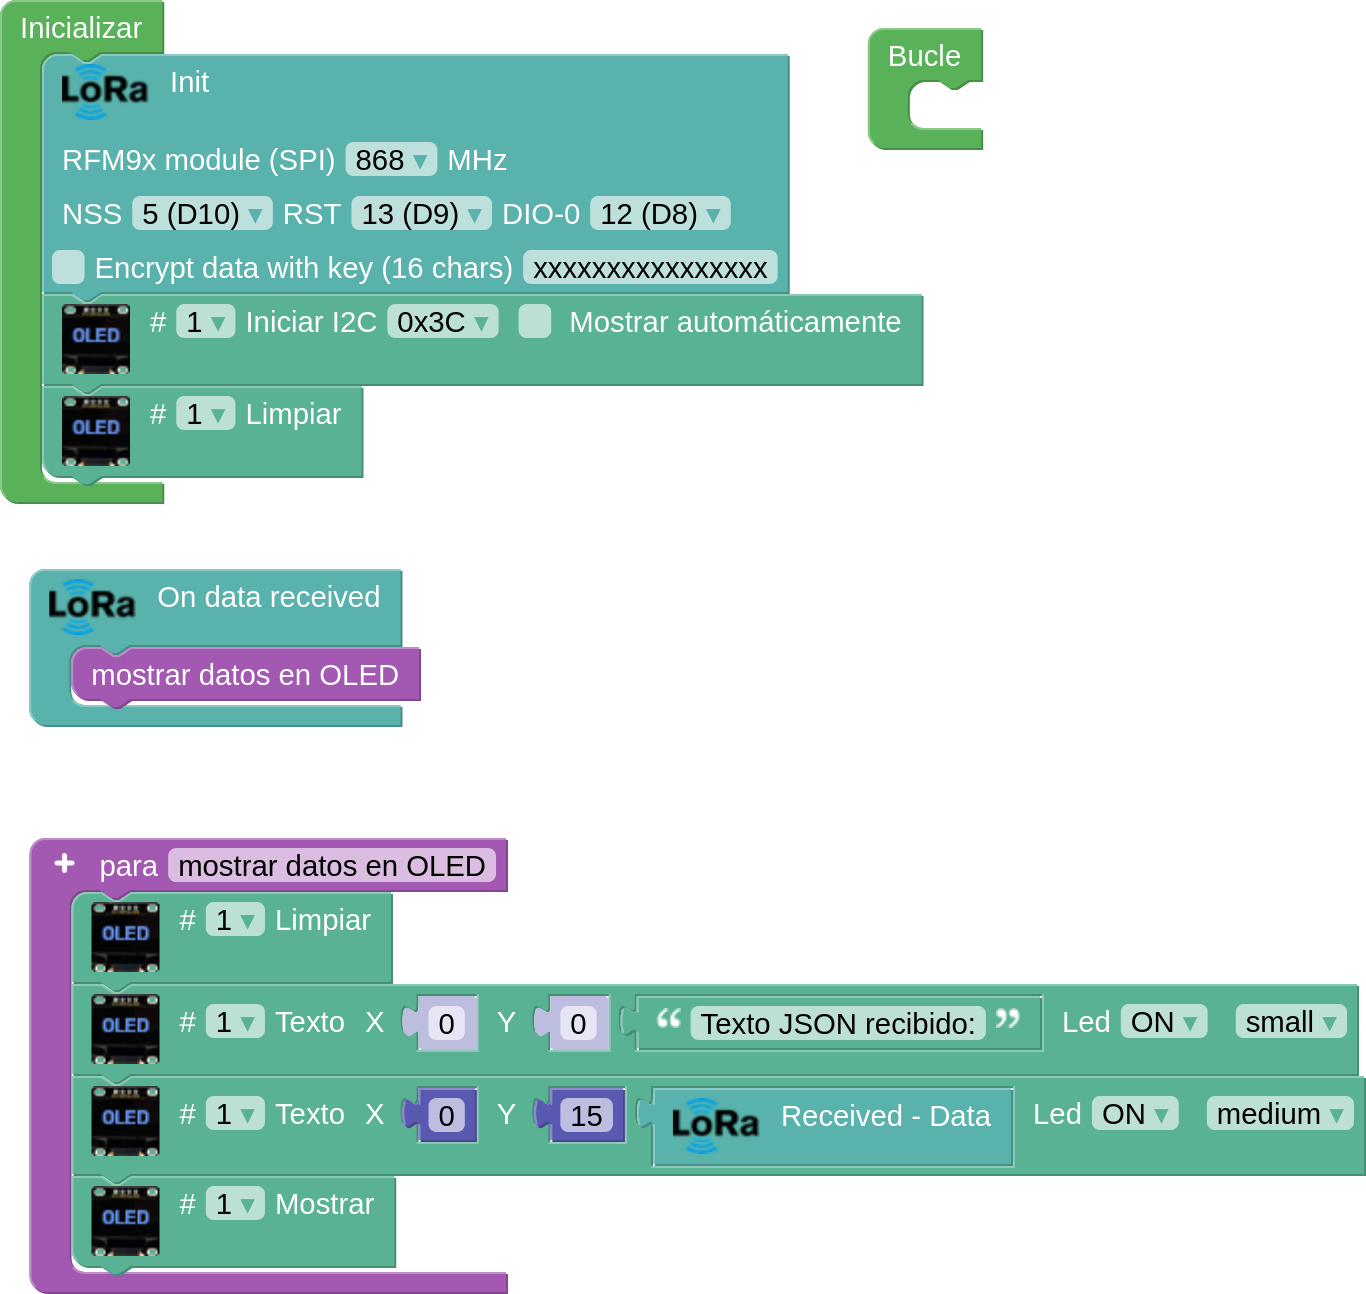 Inicializar
Bucle
LoRa Init
RFM9x module (SPI) 868 ▾ MHz
NSS 5 (D10) ▾ RST 13 (D9) ▾ DIO-0 12 (D8) ▾
Encrypt data with key (16 chars) xxxxxxxxxxxxxxxx
OLED # 1 ▾ Iniciar I2C 0x3C ▾ Mostrar automáticamente
OLED # 1 ▾ Limpiar
LoRa On data received
mostrar datos en OLED
+ para mostrar datos en OLED
OLED # 1 ▾ Limpiar
OLED # 1 ▾ Texto X 0 Y 0 “ Texto JSON recibido: ” Led ON ▾ small ▾
OLED # 1 ▾ Texto X 0 Y 15 LoRa Received - Data Led ON ▾ medium ▾
OLED # 1 ▾ Mostrar